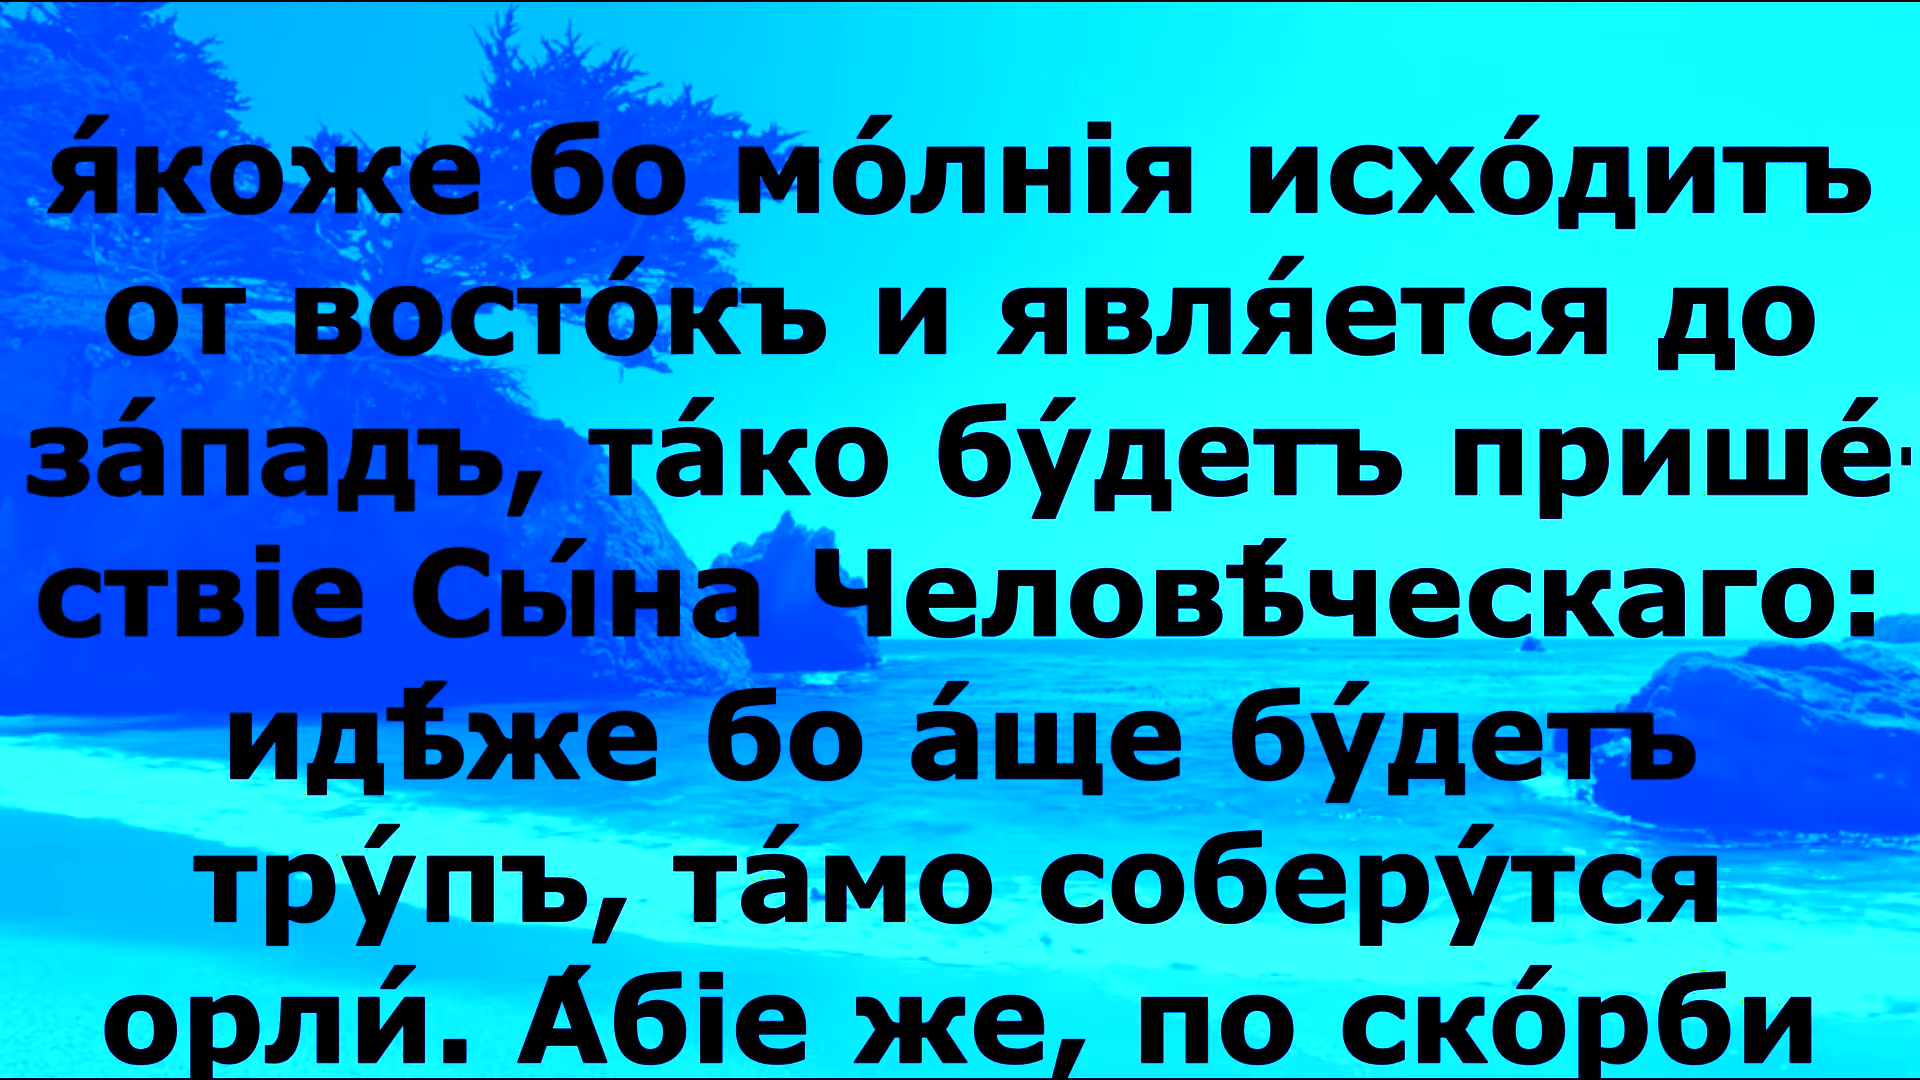 я́коже бо мо́лнія исхо́дитъ
от восто́къ и явля́ется до
за́падъ, та́ко бу́детъ прише́-
ствіе Сы́на Человѣ́ческаго:
идѣ́же бо а́ще бу́детъ
тру́пъ, та́мо соберу́тся
орли́. А́біе же, по ско́рби